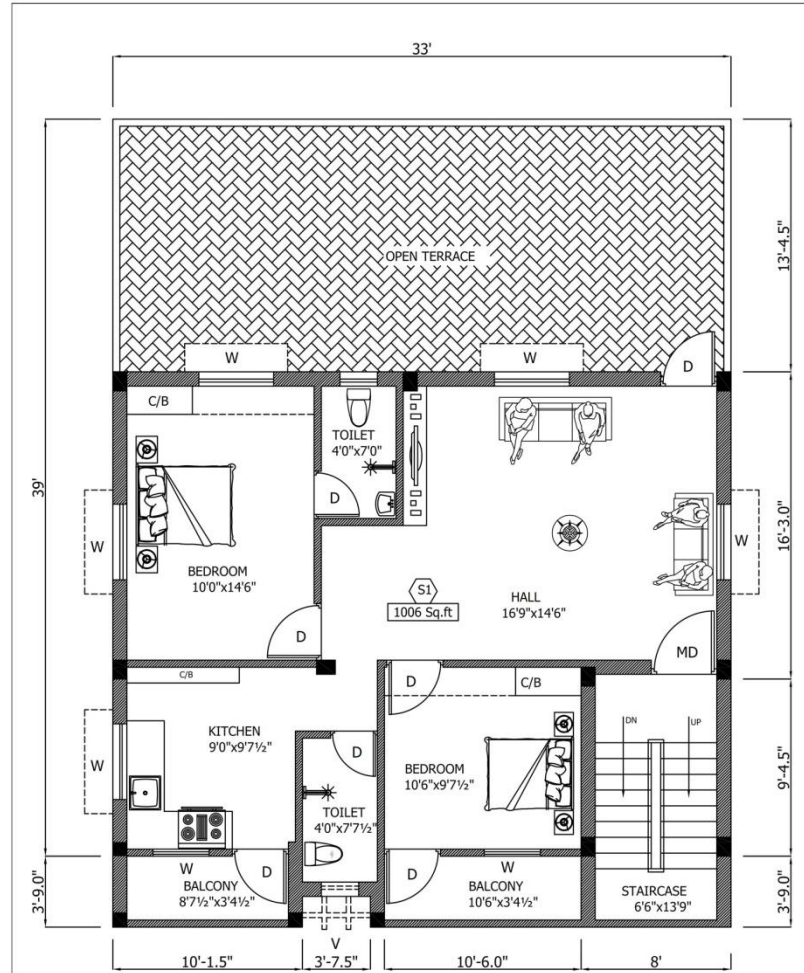 33'
OPEN TERRACE
13'-4.5"
W
W
D
C/B
TOILET
4'0"x7'0"
D
39'
16'-3.0"
W
W
BEDROOM
10'0"x14'6"
S1
1006 Sq.ft
HALL
16'9"x14'6"
D
MD
C/B
D
C/B
DN
UP
KITCHEN
9'0"x9'7½"
W
D
BEDROOM
10'6"x9'7½"
9'-4.5"
TOILET
4'0"x7'7½"
W
D
D
W
BALCONY
8'7½"x3'4½"
BALCONY
10'6"x3'4½"
STAIRCASE
6'6"x13'9"
3'-9.0"
3'-9.0"
V
10'-1.5"
3'-7.5"
10'-6.0"
8'